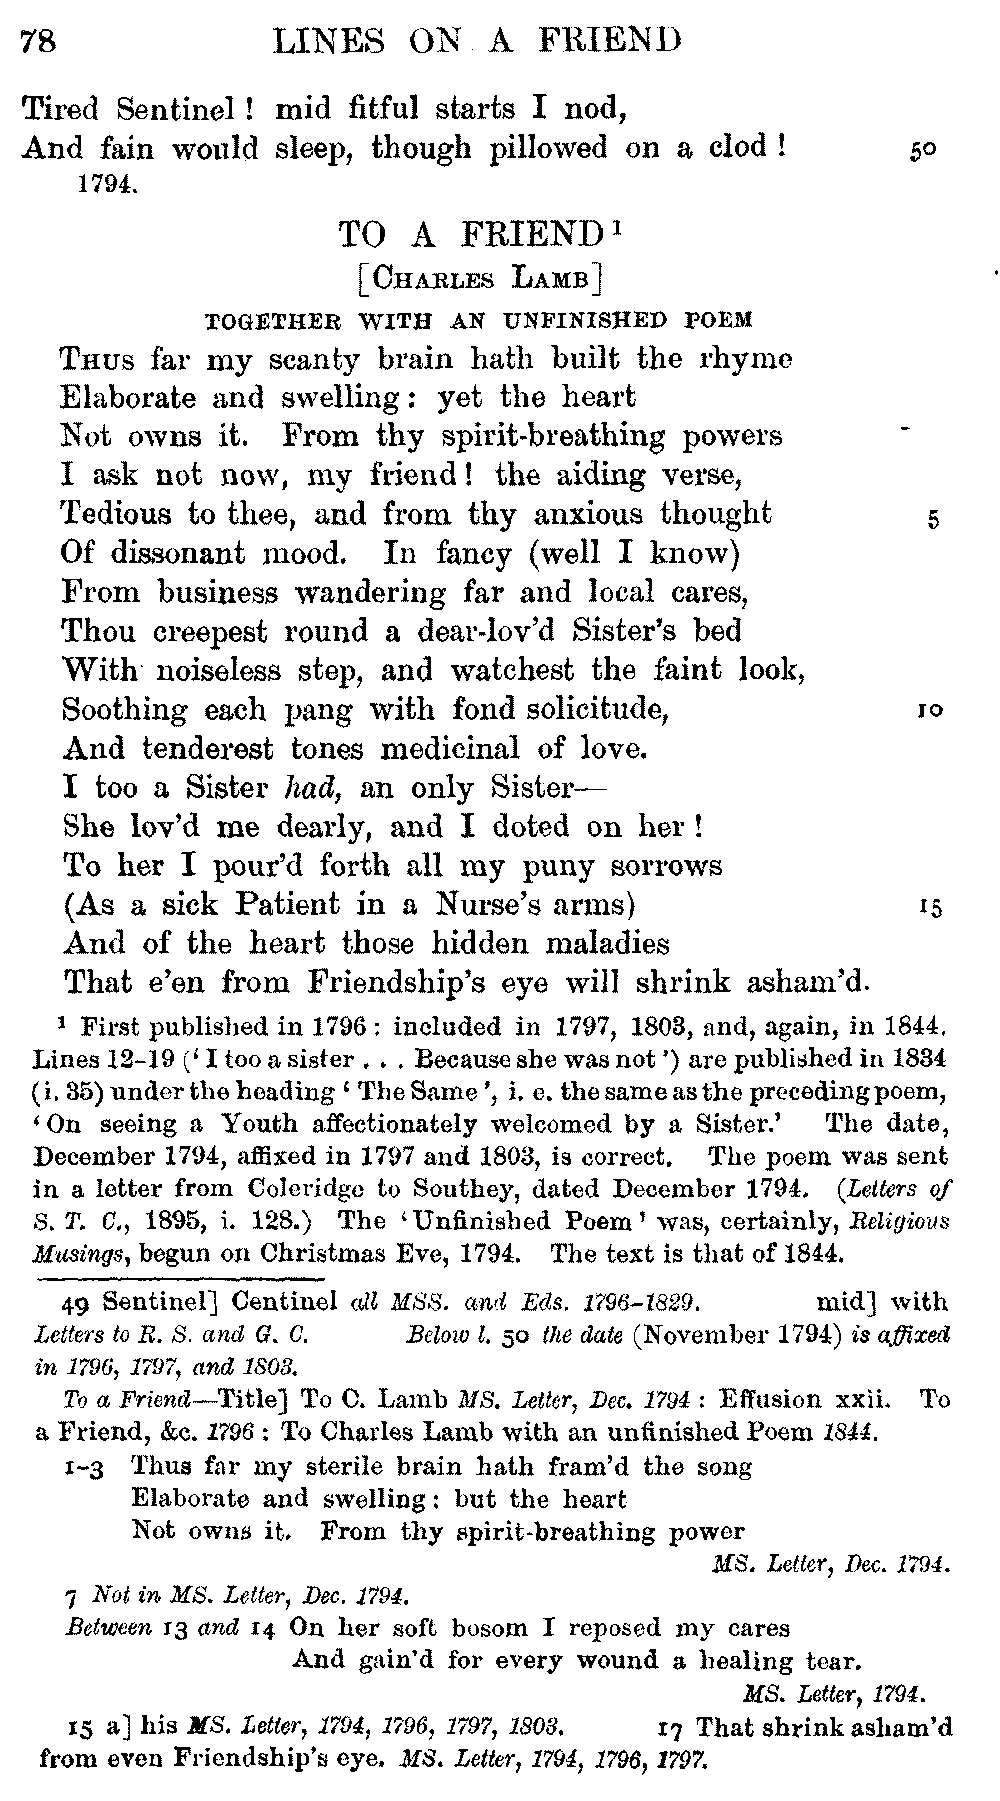 78 LINES ON A FRIEND
Tired Sentinel ! mid fitful starts I nod,
And fain would sleep, though pillowed on a clod ! 50
1794.
TO A FRIEND ¹
[CHARLES LAMB]
TOGETHER WITH AN UNFINISHED POEM
THUS far my scanty brain hath built the rhyme
Elaborate and swelling : yet the heart
Not owns it. From thy spirit-breathing powers
I ask not now, my friend ! the aiding verse,
Tedious to thee, and from thy anxious thought 5
Of dissonant mood. In fancy (well I know)
From business wandering far and local cares,
Thou creepest round a dear-lov'd Sister's bed
With noiseless step, and watchest the faint look,
Soothing each pang with fond solicitude, 10
And tenderest tones medicinal of love.
I too a Sister had, an only Sister—
She lov'd me dearly, and I doted on her !
To her I pour'd forth all my puny sorrows
(As a sick Patient in a Nurse's arms) 15
And of the heart those hidden maladies
That e'en from Friendship's eye will shrink asham'd.
¹ First published in 1796 : included in 1797, 1803, and, again, in 1844.
Lines 12-19 (‘ I too a sister . . . Because she was not ’) are published in 1834
(i. 35) under the heading ‘ The Same ’, i. e. the same as the preceding poem,
‘ On seeing a Youth affectionately welcomed by a Sister.’ The date,
December 1794, affixed in 1797 and 1803, is correct. The poem was sent
in a letter from Coleridge to Southey, dated December 1794. (Letters of
S. T. C., 1895, i. 128.) The ‘ Unfinished Poem ’ was, certainly, Religious
Musings, begun on Christmas Eve, 1794. The text is that of 1844.
49 Sentinel] Centinel all MSS. and Eds. 1796-1829. mid] with
Letters to R. S. and G. C. Below l. 50 the date (November 1794) is affixed
in 1796, 1797, and 1803.
To a Friend—Title] To C. Lamb MS. Letter, Dec. 1794 : Effusion xxii. To
a Friend, &c. 1796 : To Charles Lamb with an unfinished Poem 1844.
1-3 Thus far my sterile brain hath fram'd the song
Elaborate and swelling : but the heart
Not owns it. From thy spirit-breathing power
MS. Letter, Dec. 1794.
7 Not in MS. Letter, Dec. 1794.
Between 13 and 14 On her soft bosom I reposed my cares
And gain'd for every wound a healing tear.
MS. Letter, 1794.
15 a] his MS. Letter, 1794, 1796, 1797, 1803. 17 That shrink asham'd
from even Friendship's eye. MS. Letter, 1794, 1796, 1797.